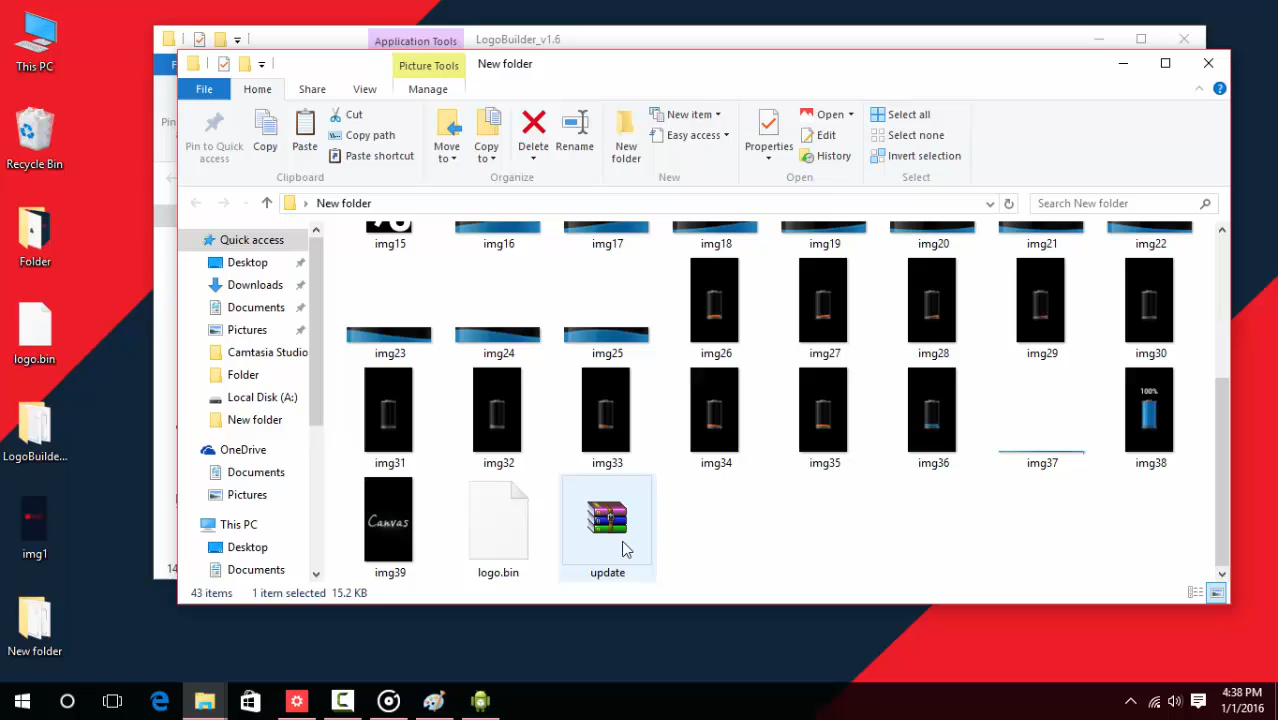 This PC
Recycle Bin
Folder
logo.bin
LogoBuilde...
img1
New folder
Application Tools
LogoBuilder_v1.6
Picture Tools
New folder
File
Home
Share
View
Manage
Pin to Quick
access
Copy
Paste
Cut
Copy path
Paste shortcut
Clipboard
Move
to
Copy
to
Delete
Rename
Organize
New
folder
New item
Easy access
New
Properties
Open
Edit
History
Open
Select all
Select none
Invert selection
Select
New folder
Search New folder
Quick access
Desktop
Downloads
Documents
Pictures
Camtasia Studio
Folder
Local Disk (A:)
New folder
OneDrive
Documents
Pictures
This PC
Desktop
Documents
img15
img16
img17
img18
img19
img20
img21
img22
img23
img24
img25
img26
img27
img28
img29
img30
img31
img32
img33
img34
img35
img36
img37
100%
img38
Canvas
img39
logo.bin
update
43 items
1 item selected 15.2 KB
4:38 PM
1/1/2016